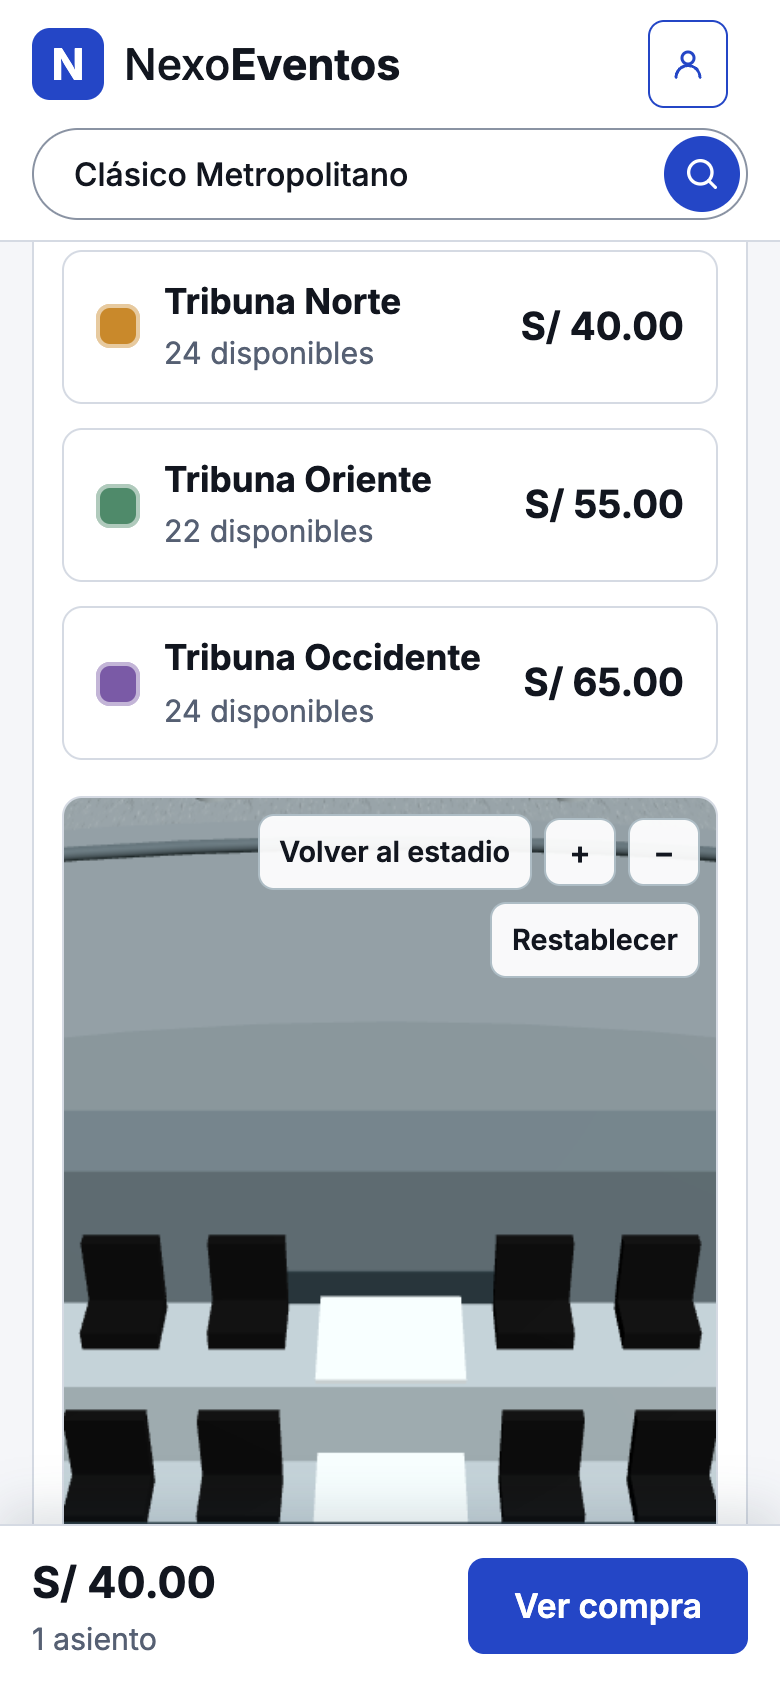 N NexoEventos
Clásico Metropolitano
Tribuna Norte
24 disponibles
S/ 40.00
Tribuna Oriente
22 disponibles
S/ 55.00
Tribuna Occidente
24 disponibles
S/ 65.00
Volver al estadio
+
−
Restablecer
S/ 40.00
1 asiento
Ver compra